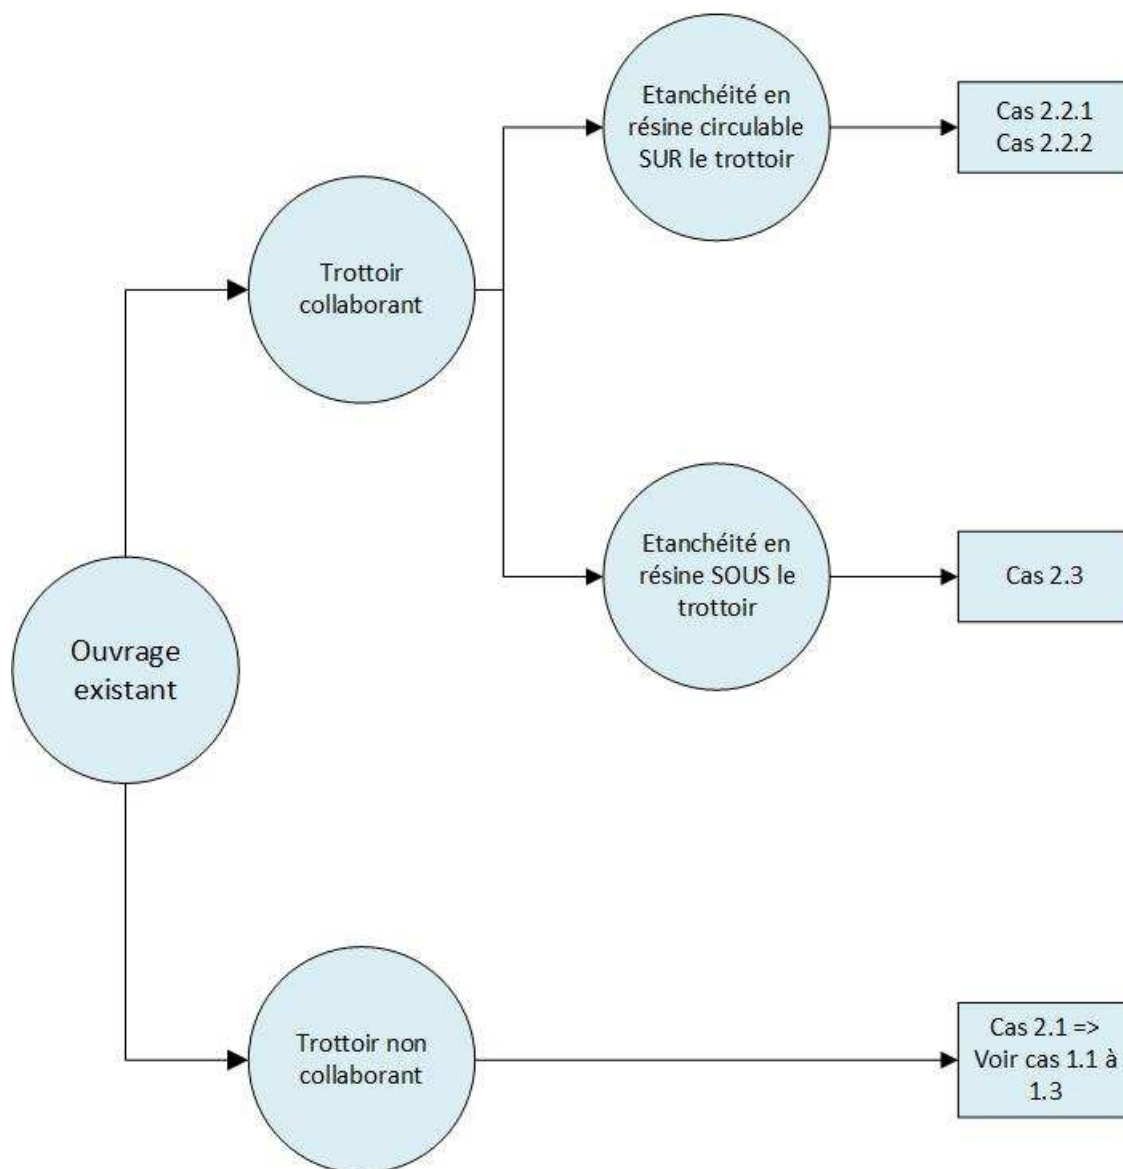 Etanchéité en
résine circulable
SUR le trottoir
Cas 2.2.1
Cas 2.2.2
Trottoir
collaborant
Etanchéité en
résine SOUS le
trottoir
Cas 2.3
Ouvrage
existant
Trottoir non
collaborant
Cas 2.1 =>
Voir cas 1.1 à
1.3